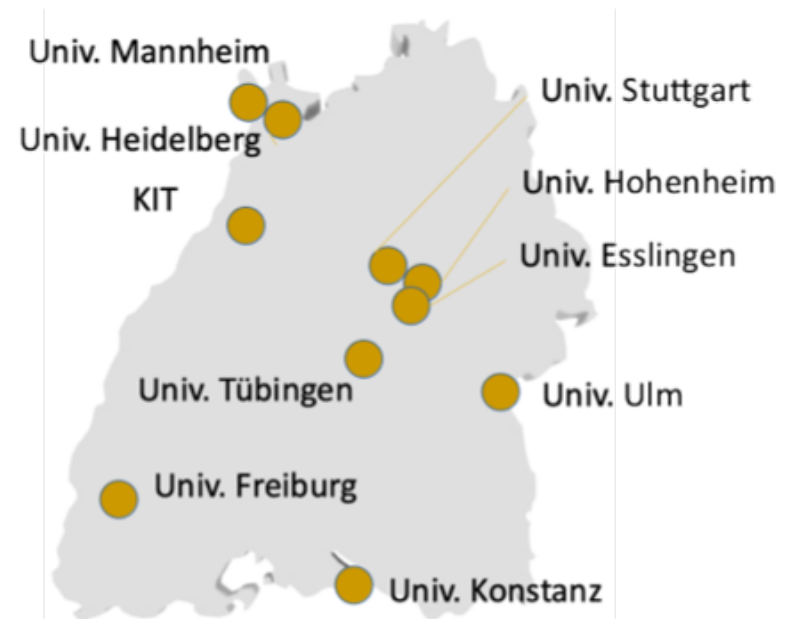 Univ. Mannheim
Univ. Stuttgart
Univ. Heidelberg
Univ. Hohenheim
KIT
Univ. Esslingen
Univ. Tübingen
Univ. Ulm
Univ. Freiburg
Univ. Konstanz